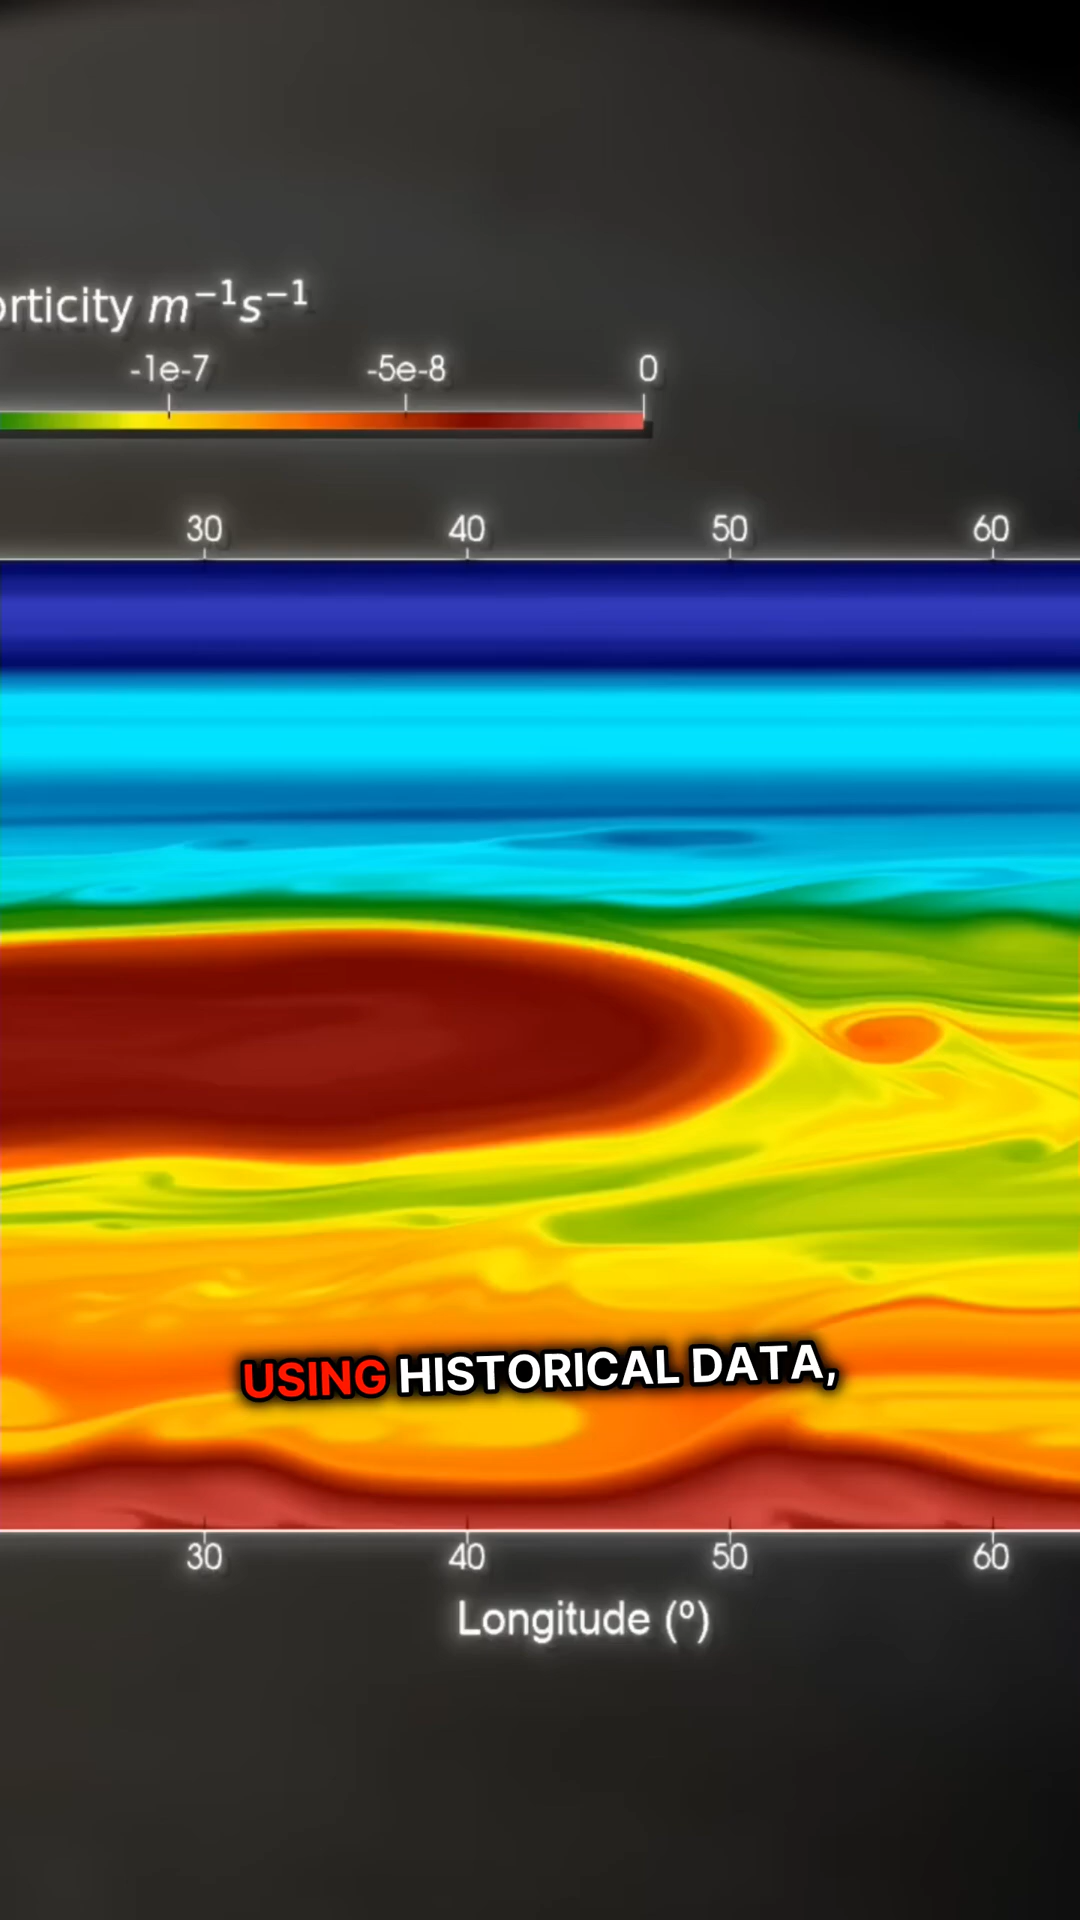 orticity m⁻¹s⁻¹
-1e-7 -5e-8 0
30 40 50 60
USING HISTORICAL DATA,
30 40 50 60
Longitude (º)